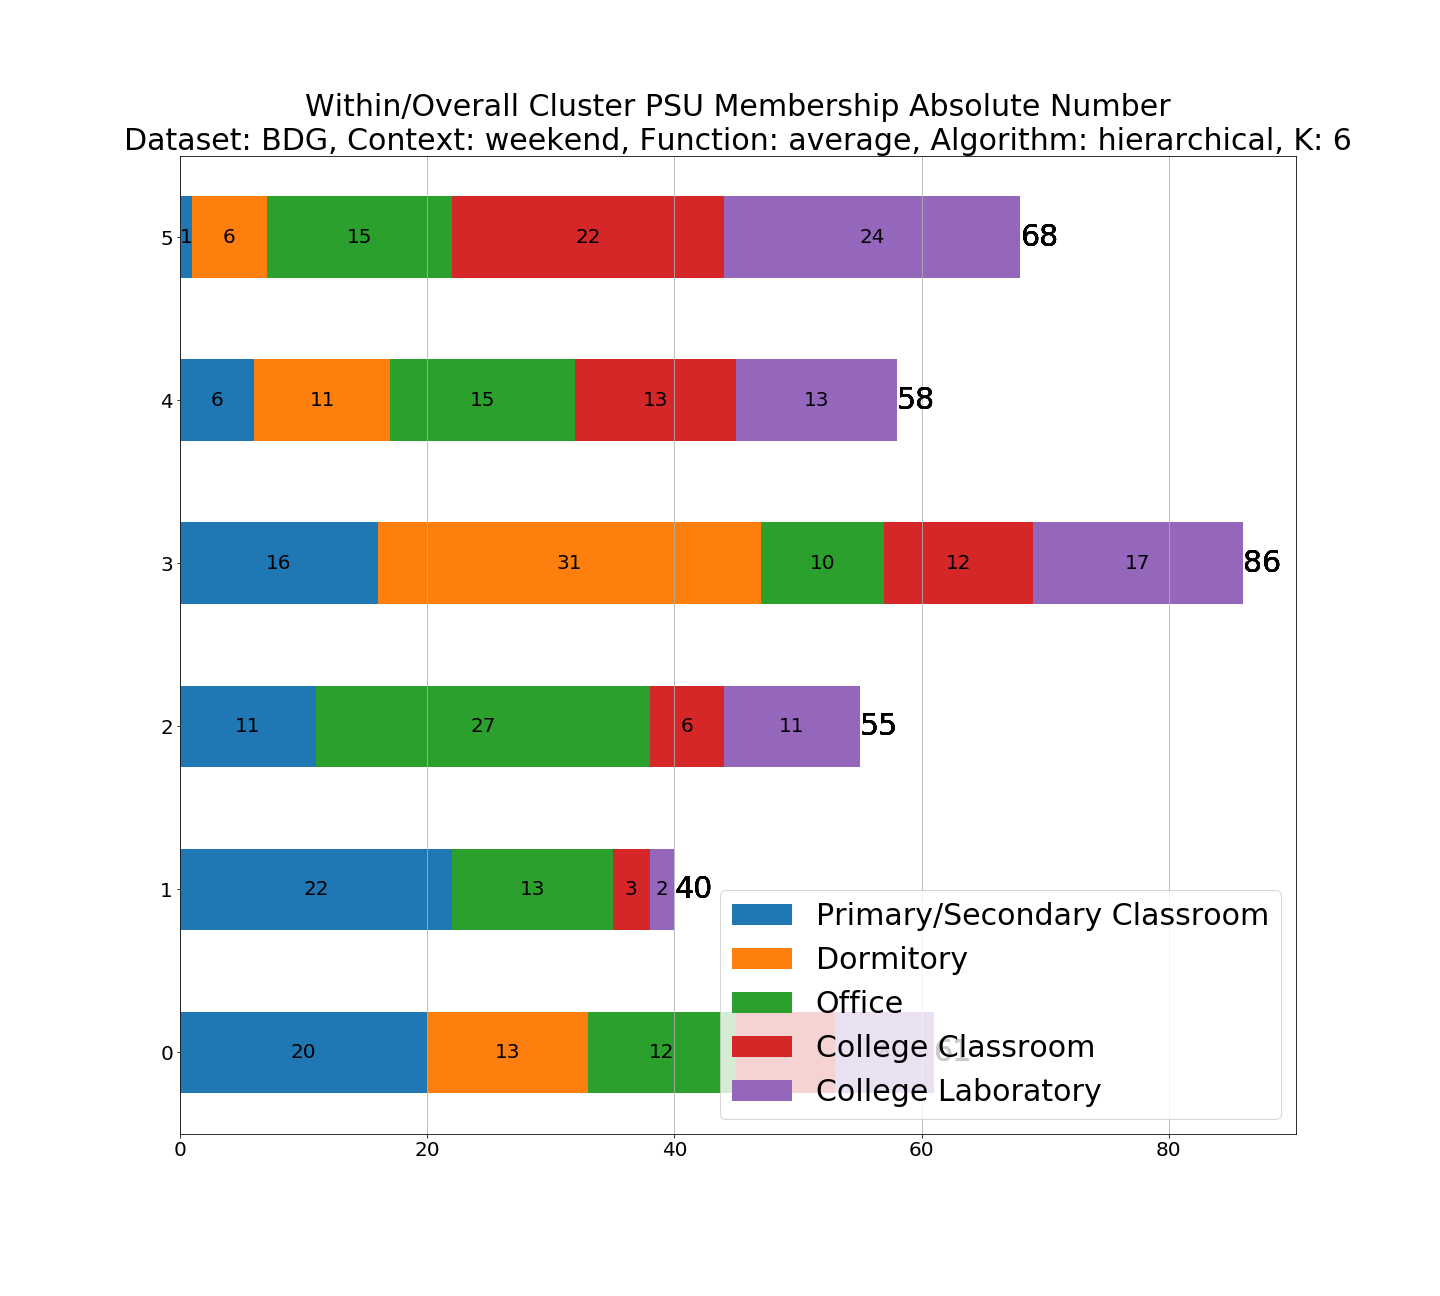 Within/Overall Cluster PSU Membership Absolute Number
Dataset: BDG, Context: weekend, Function: average, Algorithm: hierarchical, K: 6
5 1 6 15 22 24 68
4 6 11 15 13 13 58
3 16 31 10 12 17 86
2 11 27 6 11 55
1 22 13 3 2 40
Primary/Secondary Classroom
Dormitory
Office
0 20 13 12 61
College Classroom
College Laboratory
0 20 40 60 80